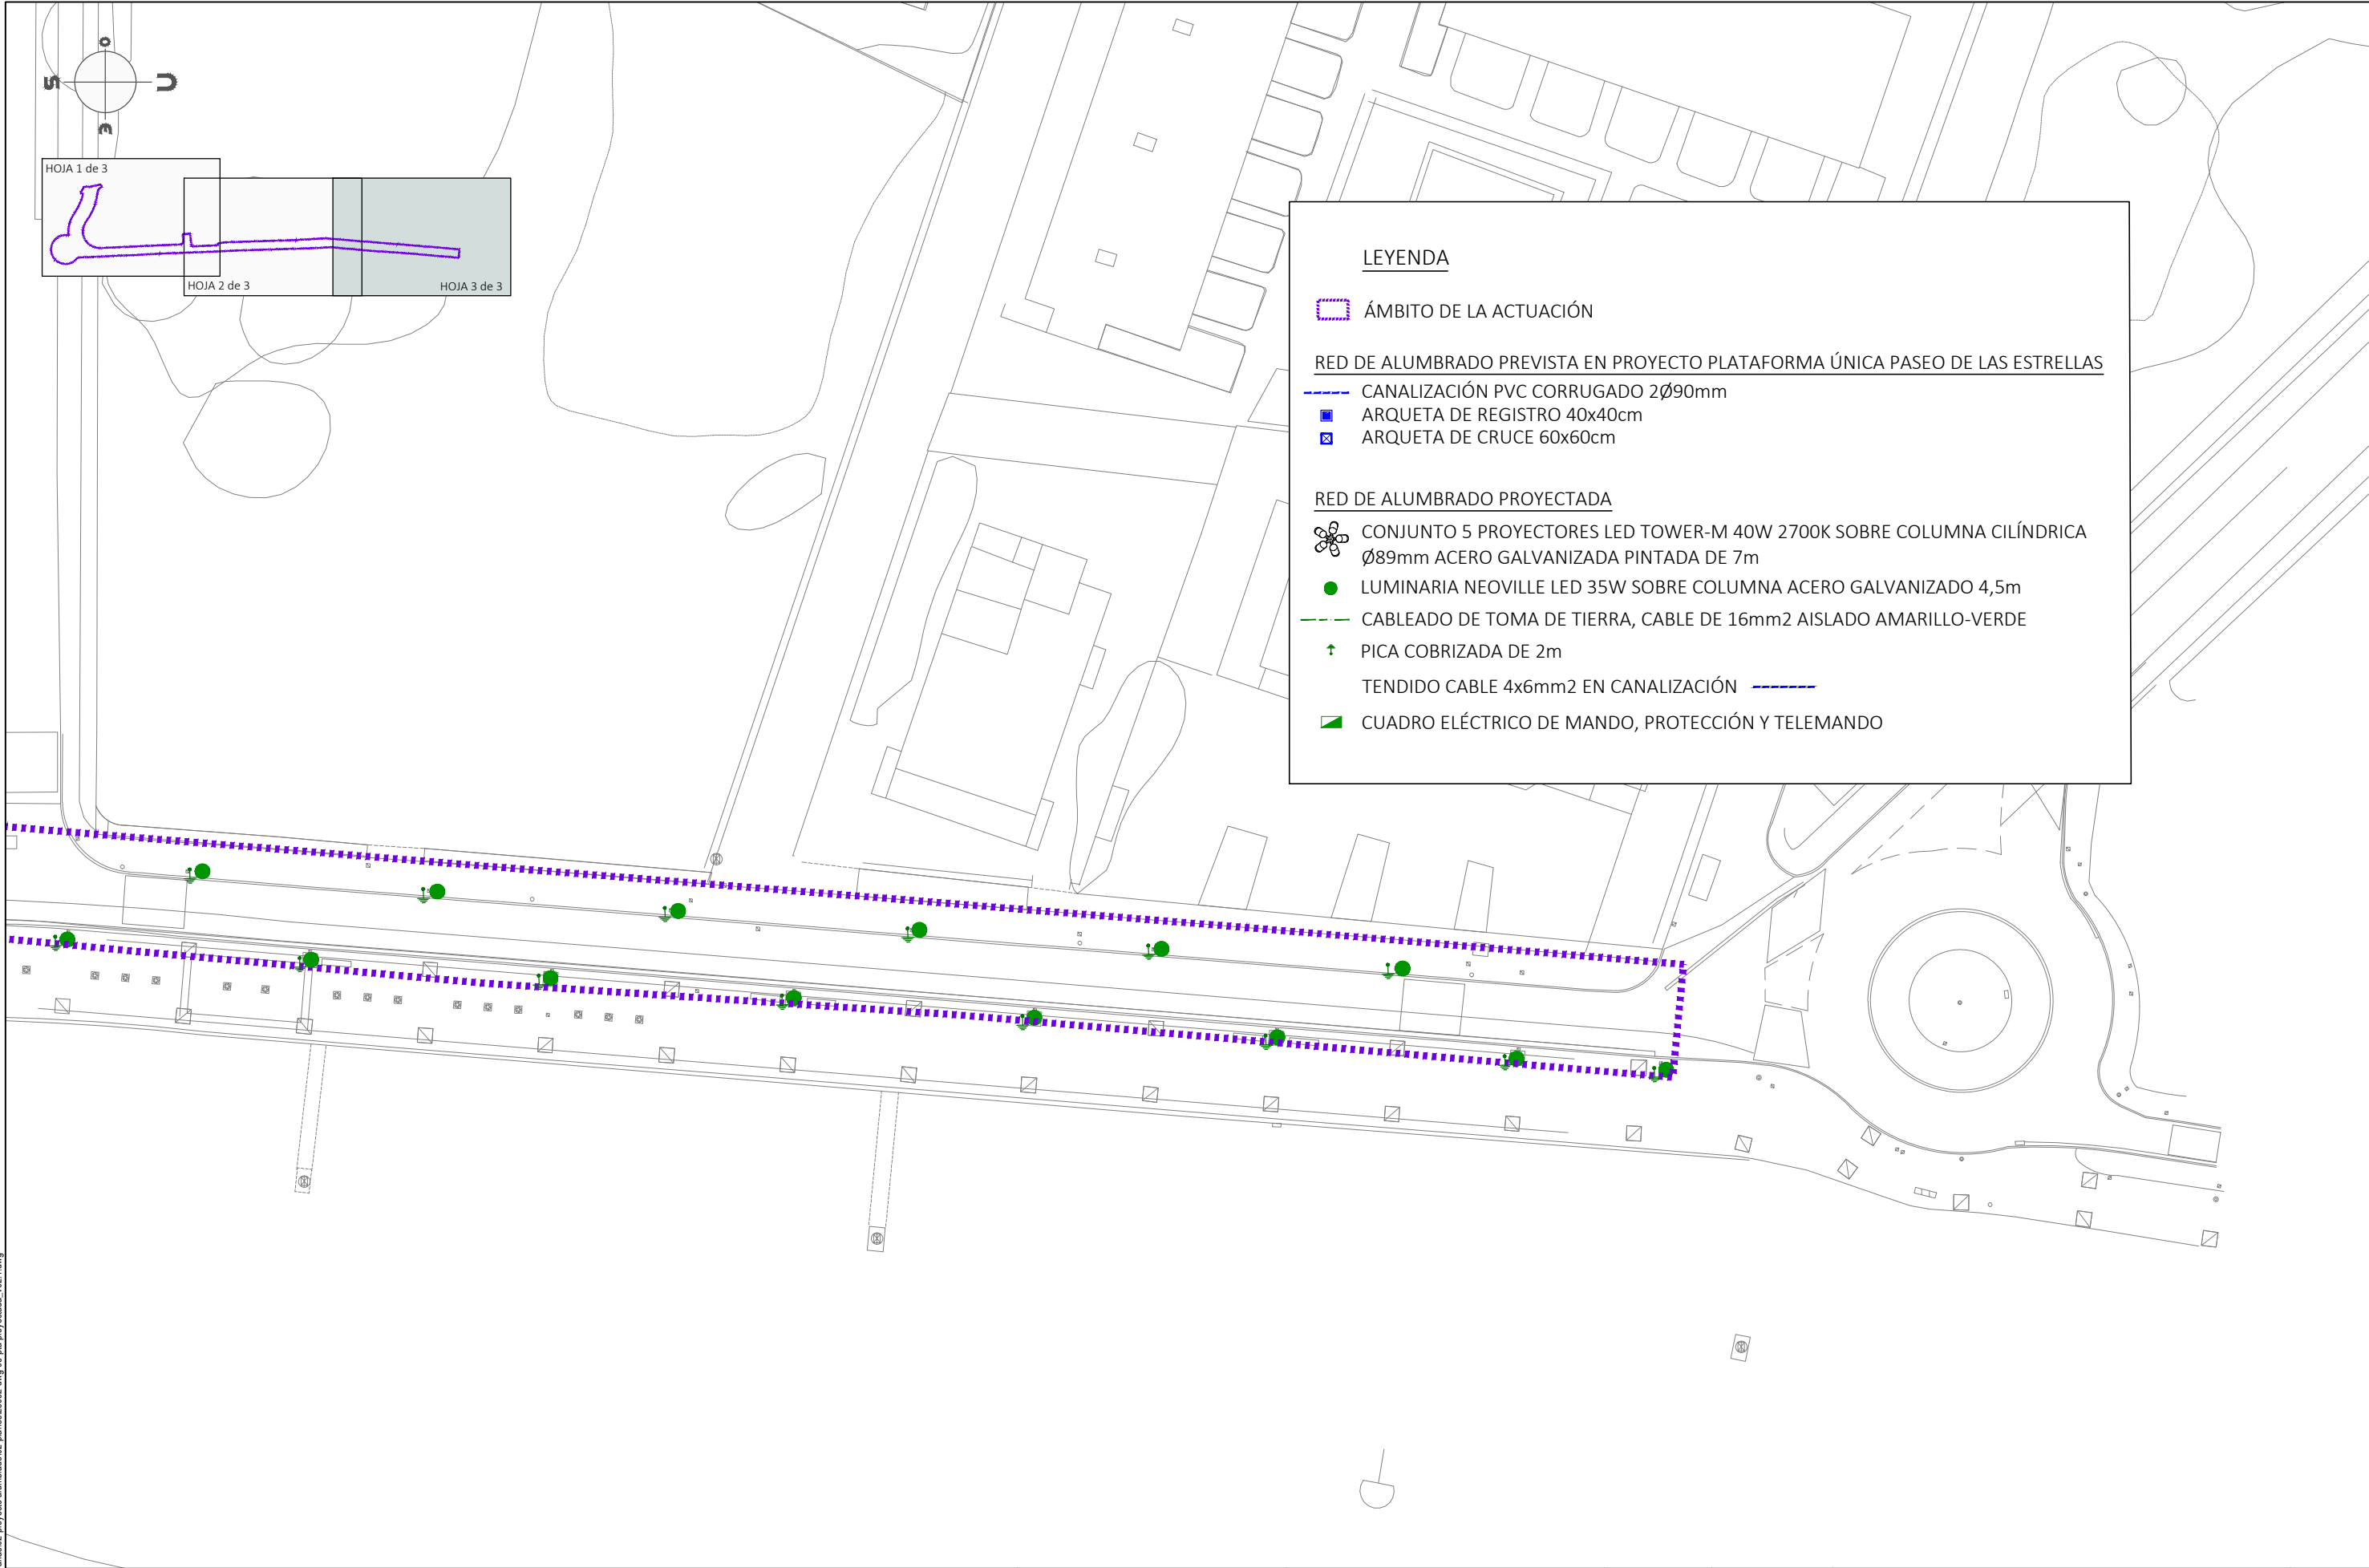 O
S
N
E
HOJA 1 de 3
HOJA 2 de 3
HOJA 3 de 3
LEYENDA
ÁMBITO DE LA ACTUACIÓN
RED DE ALUMBRADO PREVISTA EN PROYECTO PLATAFORMA ÚNICA PASEO DE LAS ESTRELLAS
CANALIZACIÓN PVC CORRUGADO 2Ø90mm
ARQUETA DE REGISTRO 40x40cm
ARQUETA DE CRUCE 60x60cm
RED DE ALUMBRADO PROYECTADA
CONJUNTO 5 PROYECTORES LED TOWER-M 40W 2700K SOBRE COLUMNA CILÍNDRICA
Ø89mm ACERO GALVANIZADA PINTADA DE 7m
LUMINARIA NEOVILLE LED 35W SOBRE COLUMNA ACERO GALVANIZADO 4,5m
CABLEADO DE TOMA DE TIERRA, CABLE DE 16mm2 AISLADO AMARILLO-VERDE
PICA COBRIZADA DE 2m
TENDIDO CABLE 4x6mm2 EN CANALIZACIÓN
CUADRO ELÉCTRICO DE MANDO, PROTECCIÓN Y TELEMANDO